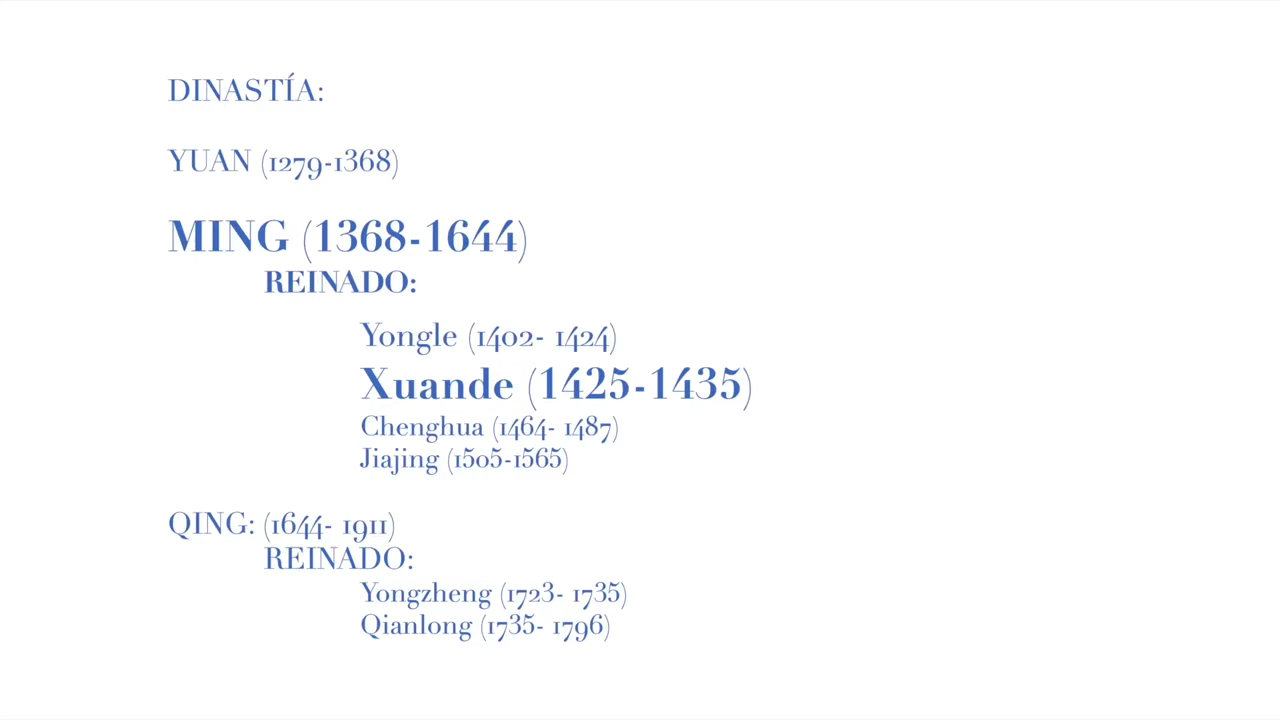 DINASTÍA:
YUAN (1279-1368)
MING (1368-1644)
REINADO:
Yongle (1402- 1424)
Xuande (1425-1435)
Chenghua (1464- 1487)
Jiajing (1505-1565)
QING: (1644- 1911)
REINADO:
Yongzheng (1723- 1735)
Qianlong (1735- 1796)